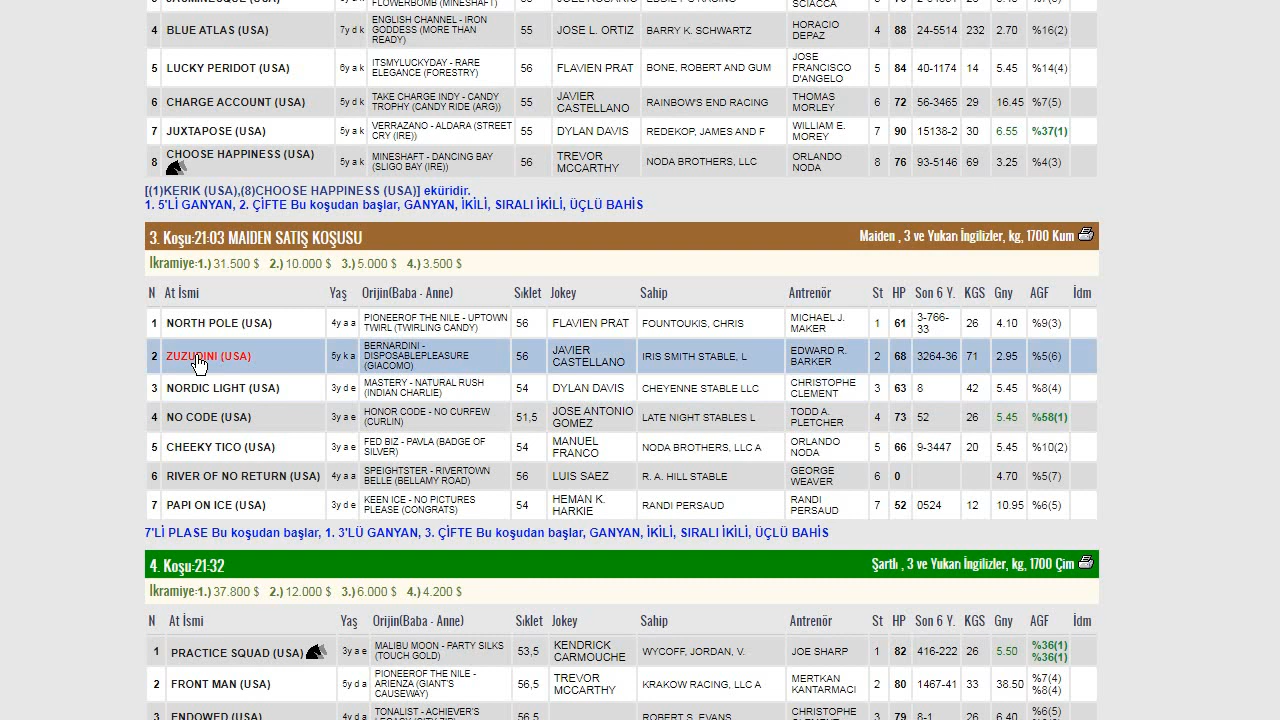 FLOWERBOMB (MINESHAFT) SCIACCA
4 BLUE ATLAS (USA) 7y d k ENGLISH CHANNEL - IRON GODDESS (MORE THAN READY) 55 JOSE L. ORTIZ BARRY K. SCHWARTZ HORACIO DEPAZ 4 88 24-5514 232 2.70 %16(2)
5 LUCKY PERIDOT (USA) 6y a k ITSMYLUCKYDAY - RARE ELEGANCE (FORESTRY) 56 FLAVIEN PRAT BONE, ROBERT AND GUM JOSE FRANCISCO D'ANGELO 5 84 40-1174 14 5.45 %14(4)
6 CHARGE ACCOUNT (USA) 5y d k TAKE CHARGE INDY - CANDY TROPHY (CANDY RIDE (ARG)) 55 JAVIER CASTELLANO RAINBOW'S END RACING THOMAS MORLEY 6 72 56-3465 29 16.45 %7(5)
7 JUXTAPOSE (USA) 5y a k VERRAZANO - ALDARA (STREET CRY (IRE)) 55 DYLAN DAVIS REDEKOP, JAMES AND F WILLIAM E. MOREY 7 90 15138-2 30 6.55 %37(1)
8 CHOOSE HAPPINESS (USA) 5y a k MINESHAFT - DANCING BAY (SLIGO BAY (IRE)) 56 TREVOR MCCARTHY NODA BROTHERS, LLC ORLANDO NODA 8 76 93-5146 69 3.25 %4(3)
[(1)KERIK (USA),(8)CHOOSE HAPPINESS (USA)] eküridir.
1. 5'Lİ GANYAN, 2. ÇİFTE Bu koşudan başlar, GANYAN, İKİLİ, SIRALI İKİLİ, ÜÇLÜ BAHİS
3. Koşu:21:03 MAIDEN SATIŞ KOŞUSU Maiden , 3 ve Yukarı İngilizler, kg, 1700 Kum
İkramiye:1.) 31.500 $ 2.) 10.000 $ 3.) 5.000 $ 4.) 3.500 $
N At İsmi Yaş Orijin(Baba - Anne) Sıklet Jokey Sahip Antrenör St HP Son 6 Y. KGS Gny AGF İdm
1 NORTH POLE (USA) 4y a a PIONEEROF THE NILE - UPTOWN TWIRL (TWIRLING CANDY) 56 FLAVIEN PRAT FOUNTOUKIS, CHRIS MICHAEL J. MAKER 1 61 3-766-33 26 4.10 %9(3)
2 ZUZUDINI (USA) 5y k a BERNARDINI - DISPOSABLEPLEASURE (GIACOMO) 56 JAVIER CASTELLANO IRIS SMITH STABLE, L EDWARD R. BARKER 2 68 3264-36 71 2.95 %5(6)
3 NORDIC LIGHT (USA) 3y d e MASTERY - NATURAL RUSH (INDIAN CHARLIE) 54 DYLAN DAVIS CHEYENNE STABLE LLC CHRISTOPHE CLEMENT 3 63 8 42 5.45 %8(4)
4 NO CODE (USA) 3y a e HONOR CODE - NO CURFEW (CURLIN) 51,5 JOSE ANTONIO GOMEZ LATE NIGHT STABLES L TODD A. PLETCHER 4 73 52 26 5.45 %58(1)
5 CHEEKY TICO (USA) 3y a e FED BIZ - PAVLA (BADGE OF SILVER) 54 MANUEL FRANCO NODA BROTHERS, LLC A ORLANDO NODA 5 66 9-3447 20 5.45 %10(2)
6 RIVER OF NO RETURN (USA) 4y a a SPEIGHTSTER - RIVERTOWN BELLE (BELLAMY ROAD) 56 LUIS SAEZ R. A. HILL STABLE GEORGE WEAVER 6 0 4.70 %5(7)
7 PAPI ON ICE (USA) 3y d e KEEN ICE - NO PICTURES PLEASE (CONGRATS) 54 HEMAN K. HARKIE RANDI PERSAUD RANDI PERSAUD 7 52 0524 12 10.95 %6(5)
7'Lİ PLASE Bu koşudan başlar, 1. 3'LÜ GANYAN, 3. ÇİFTE Bu koşudan başlar, GANYAN, İKİLİ, SIRALI İKİLİ, ÜÇLÜ BAHİS
4. Koşu:21:32 Şartlı , 3 ve Yukarı İngilizler, kg, 1700 Çim
İkramiye:1.) 37.800 $ 2.) 12.000 $ 3.) 6.000 $ 4.) 4.200 $
N At İsmi Yaş Orijin(Baba - Anne) Sıklet Jokey Sahip Antrenör St HP Son 6 Y. KGS Gny AGF İdm
1 PRACTICE SQUAD (USA) 3y a e MALIBU MOON - PARTY SILKS (TOUCH GOLD) 53,5 KENDRICK CARMOUCHE WYCOFF, JORDAN, V. JOE SHARP 1 82 416-222 26 5.50 %36(1) %36(1)
2 FRONT MAN (USA) 5y d a PIONEEROF THE NILE - ARIENZA (GIANT'S CAUSEWAY) 56,5 TREVOR MCCARTHY KRAKOW RACING, LLC A MERTKAN KANTARMACI 2 80 1467-41 33 38.50 %7(4) %8(4)
3 ENDOWED (USA) 4y d a TONALIST - ACHIEVER'S 56,5 ROBERT S. EVANS CHRISTOPHE 3 79 8-1 26 6.40 %6(5)